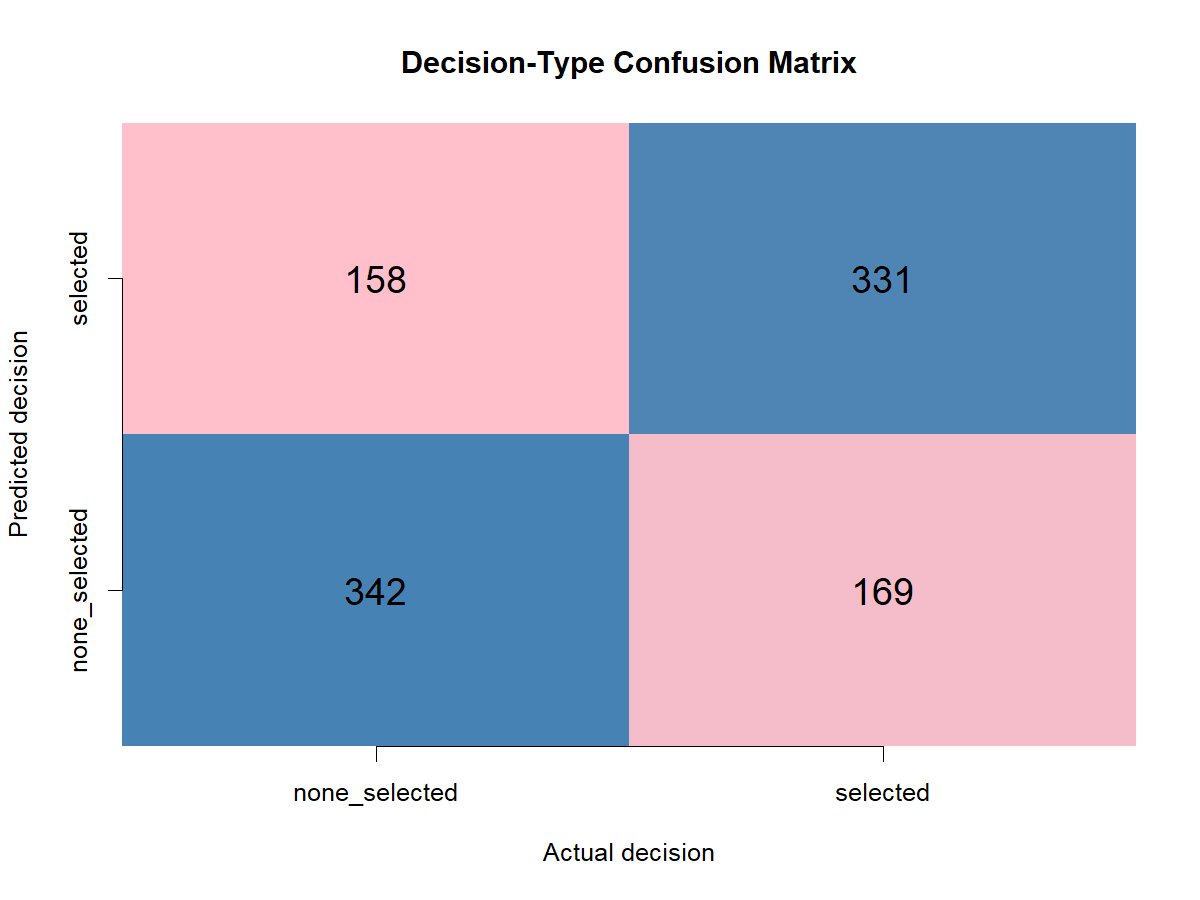 Decision-Type Confusion Matrix
Predicted decision
selected
none_selected
158
331
342
169
none_selected
selected
Actual decision